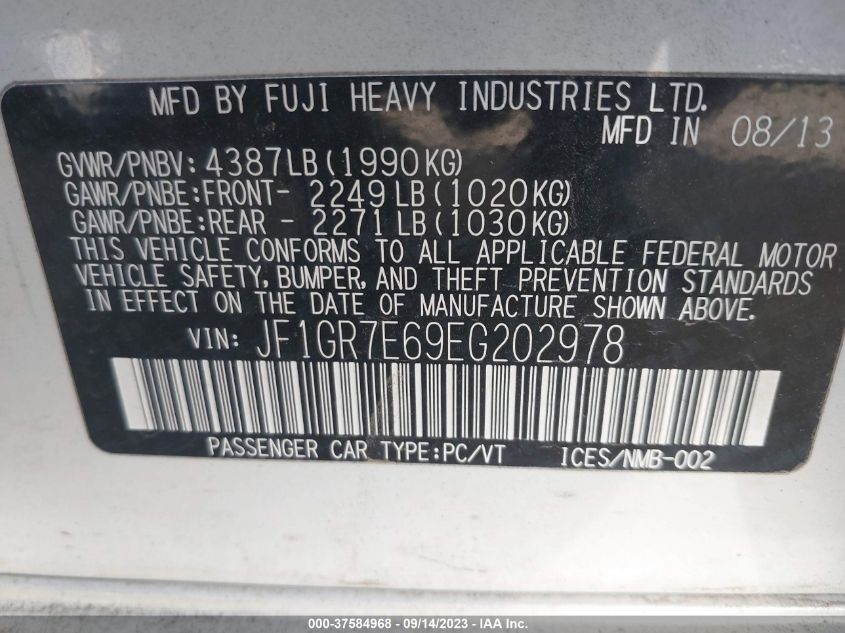 MFD BY FUJI HEAVY INDUSTRIES LTD.
MFD IN 08/13
GVWR/PNBV: 4387LB(1990KG)
GAWR/PNBE:FRONT- 2249LB(1020KG)
GAWR/PNBE:REAR - 2271LB(1030KG)
THIS VEHICLE CONFORMS TO ALL APPLICABLE FEDERAL MOTOR
VEHICLE SAFETY, BUMPER, AND THEFT PREVENTION STANDARDS
IN EFFECT ON THE DATE OF MANUFACTURE SHOWN ABOVE.
VIN: JF1GR7E69EG202978
PASSENGER CAR TYPE:PC/VT ICES/NMB-002
000-37584968 - 09/14/2023 - IAA Inc.